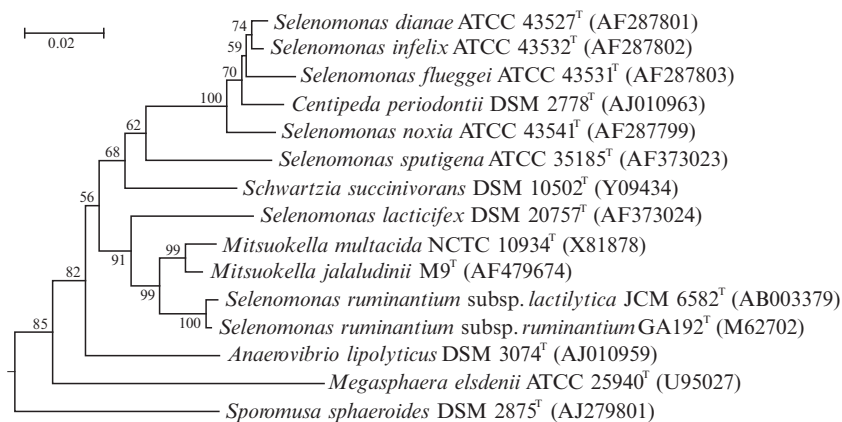 74
Selenomonas dianae ATCC 43527T (AF287801)
0.02
59
Selenomonas infelix ATCC 43532T (AF287802)
70
Selenomonas flueggei ATCC 43531T (AF287803)
100
Centipeda periodontii DSM 2778T (AJ010963)
62
Selenomonas noxia ATCC 43541T (AF287799)
68
Selenomonas sputigena ATCC 35185T (AF373023)
Schwartzia succinivorans DSM 10502T (Y09434)
56
Selenomonas lacticifex DSM 20757T (AF373024)
99
Mitsuokella multacida NCTC 10934T (X81878)
91
Mitsuokella jalaludinii M9T (AF479674)
82
99
Selenomonas ruminantium subsp. lactilytica JCM 6582T (AB003379)
100
Selenomonas ruminantium subsp. ruminantium GA192T (M62702)
85
Anaerovibrio lipolyticus DSM 3074T (AJ010959)
Megasphaera elsdenii ATCC 25940T (U95027)
Sporomusa sphaeroides DSM 2875T (AJ279801)